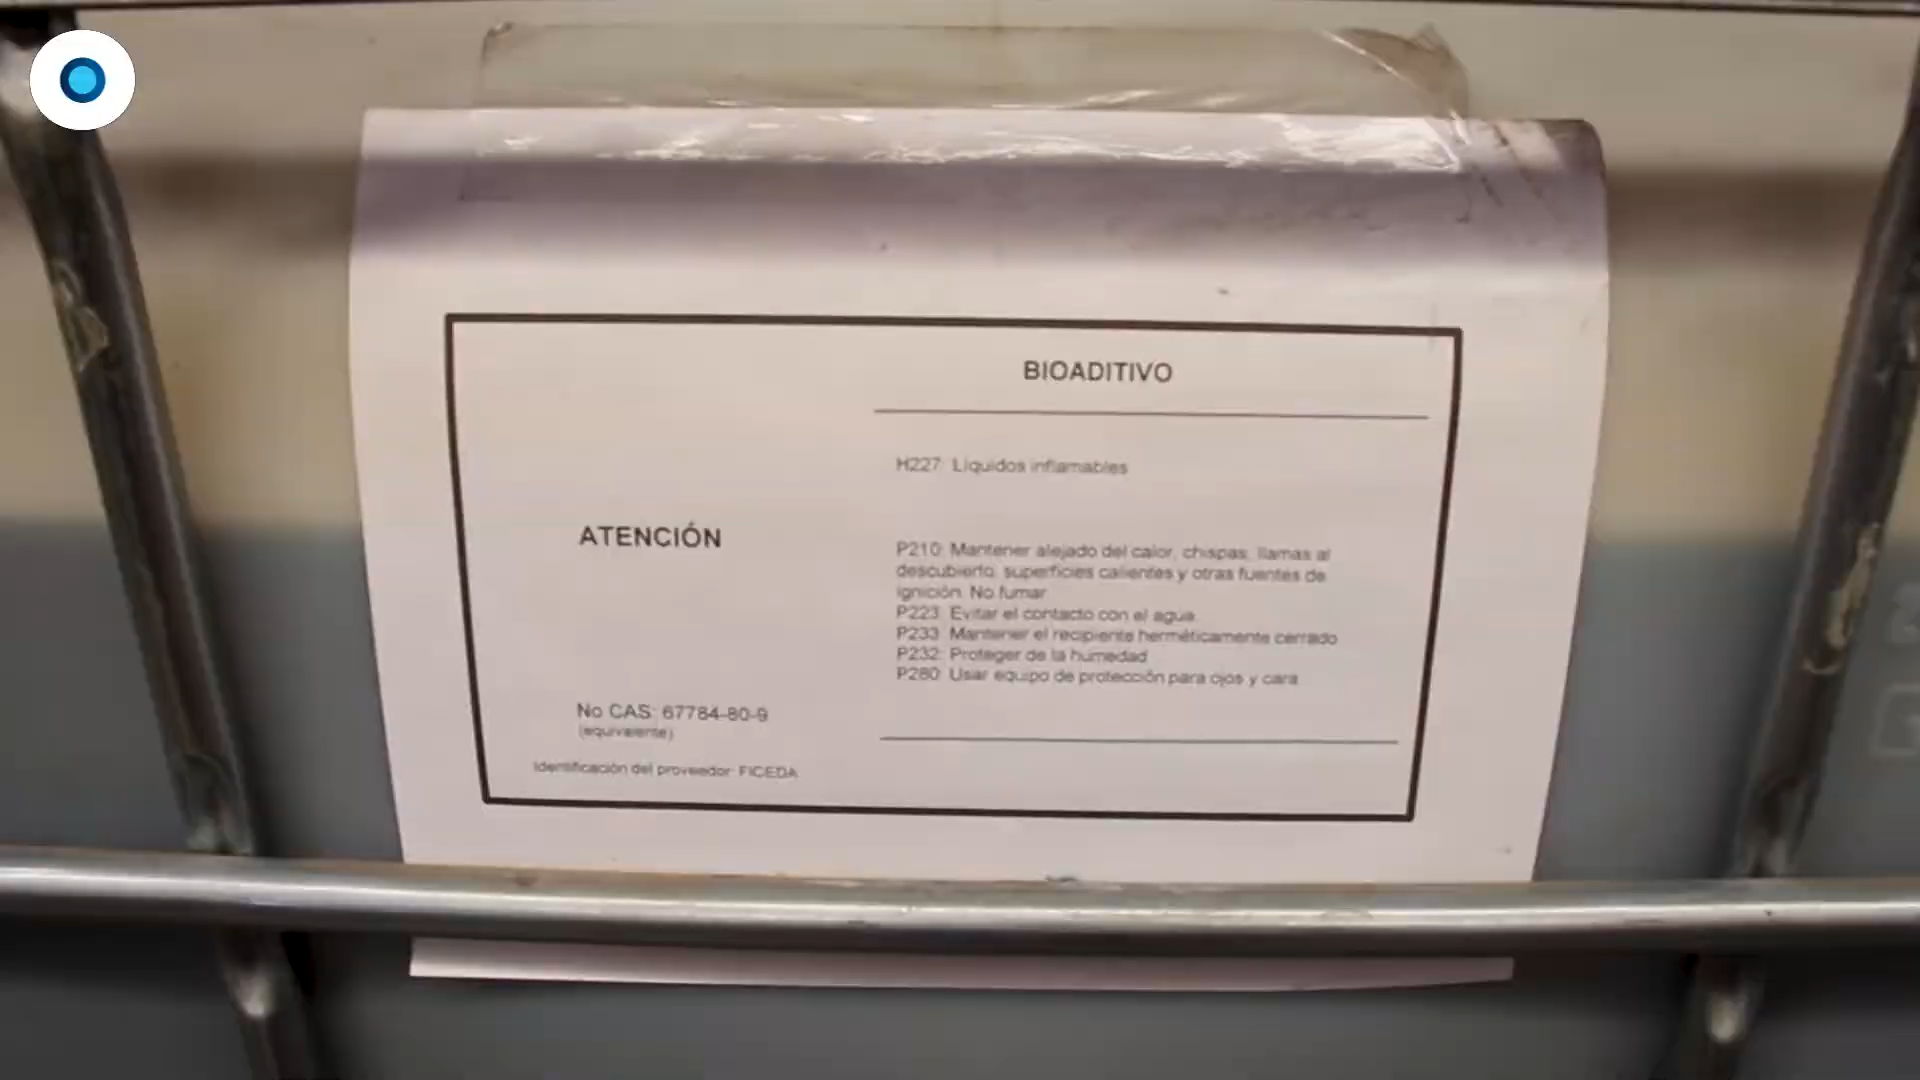 BIOADITIVO
H227: Líquidos inflamables
ATENCIÓN
P210: Mantener alejado del calor, chispas, llamas al
descubierto, superficies calientes y otras fuentes de
ignición. No fumar
P223: Evitar el contacto con el agua.
P233: Mantener el recipiente herméticamente cerrado
P232: Proteger de la humedad
P280: Usar equipo de protección para ojos y cara
No CAS: 67784-80-9
(equivalente)
Identificación del proveedor: FICEDA